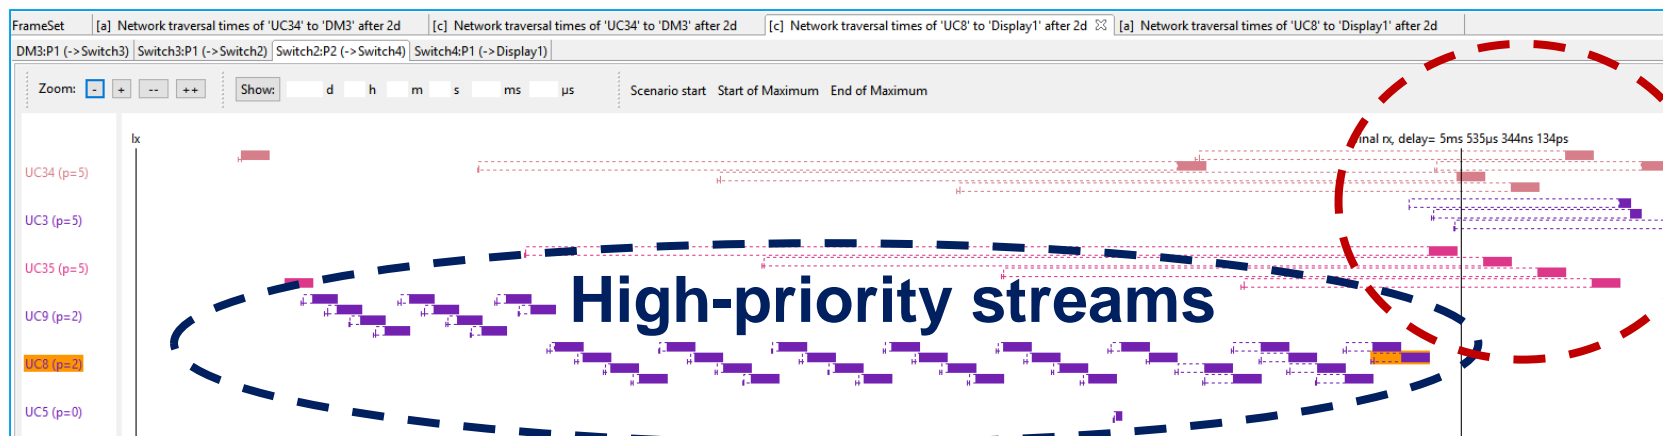 FrameSet [a] Network traversal times of 'UC34' to 'DM3' after 2d [c] Network traversal times of 'UC34' to 'DM3' after 2d [c] Network traversal times of 'UC8' to 'Display1' after 2d [a] Network traversal times of 'UC8' to 'Display1' after 2d
DM3:P1 (->Switch3) Switch3:P1 (->Switch2) Switch2:P2 (->Switch4) Switch4:P1 (->Display1)
Zoom: - + -- ++ Show: d h m s ms µs Scenario start Start of Maximum End of Maximum
inal rx, delay= 5ms 535µs 344ns 134ps
UC34 (p=5)
UC3 (p=5)
UC35 (p=5)
High-priority streams
UC9 (p=2)
UC8 (p=2)
UC5 (p=0)